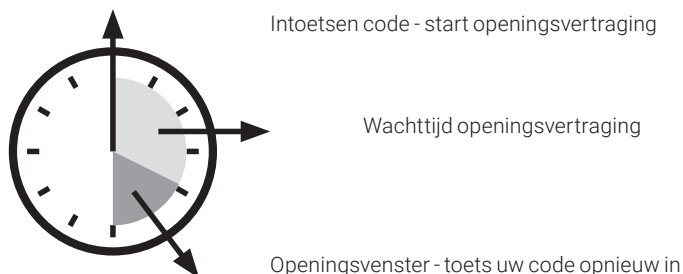 Intoetsen code - start openingsvertraging
Wachttijd openingsvertraging
Openingsvenster - toets uw code opnieuw in